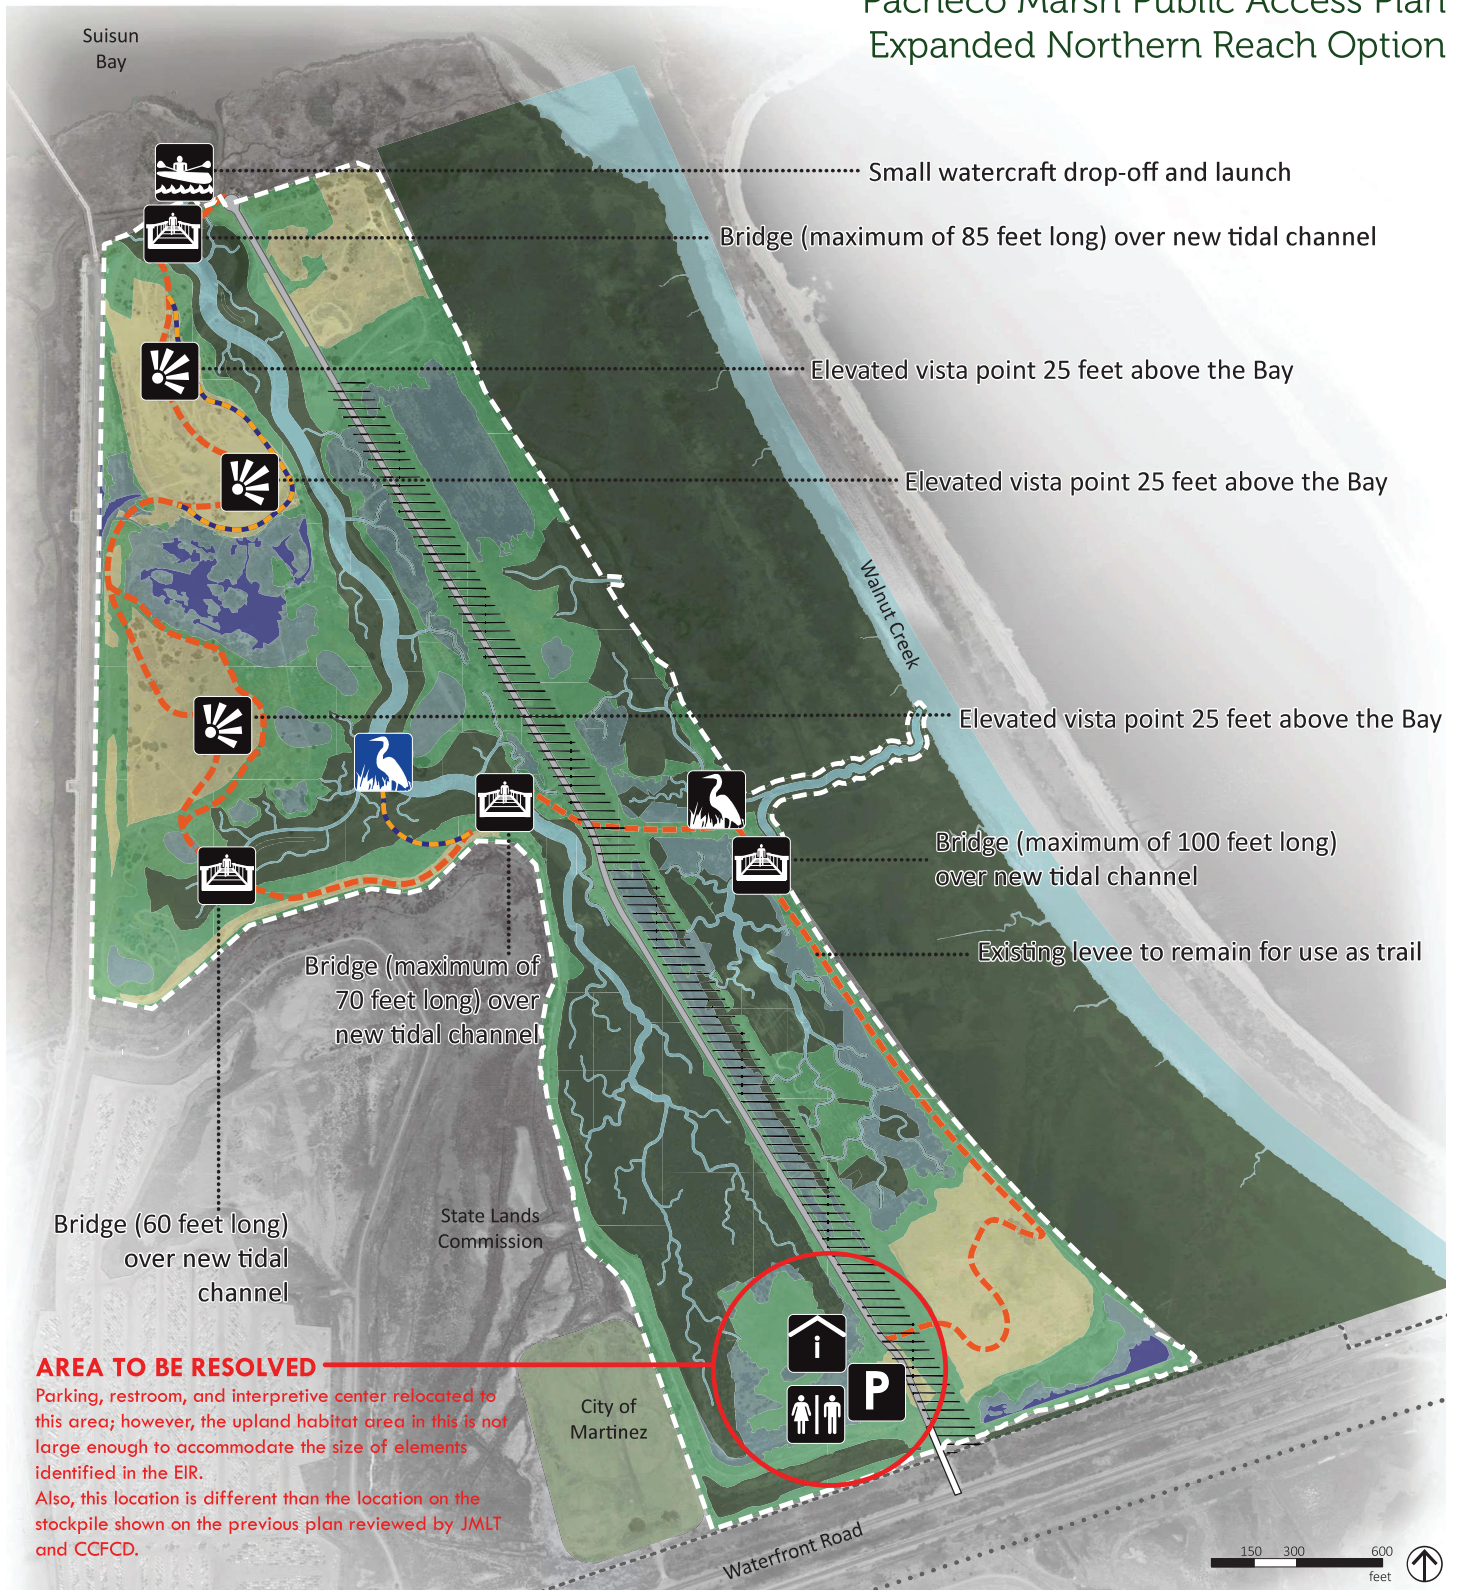 Pacheco Marsh Public Access Plan
Expanded Northern Reach Option
Suisun
Bay
Small watercraft drop-off and launch
Bridge (maximum of 85 feet long) over new tidal channel
Elevated vista point 25 feet above the Bay
Elevated vista point 25 feet above the Bay
Walnut Creek
Elevated vista point 25 feet above the Bay
Bridge (maximum of 100 feet long)
over new tidal channel
Existing levee to remain for use as trail
Bridge (maximum of
70 feet long) over
new tidal channel
Bridge (60 feet long)
over new tidal
channel
State Lands
Commission
AREA TO BE RESOLVED
Parking, restroom, and interpretive center relocated to
this area; however, the upland habitat area in this is not
large enough to accommodate the size of elements
identified in the EIR.
Also, this location is different than the location on the
stockpile shown on the previous plan reviewed by JMLT
and CCFCD.
i
P
City of
Martinez
Waterfront Road
150 300 600
feet